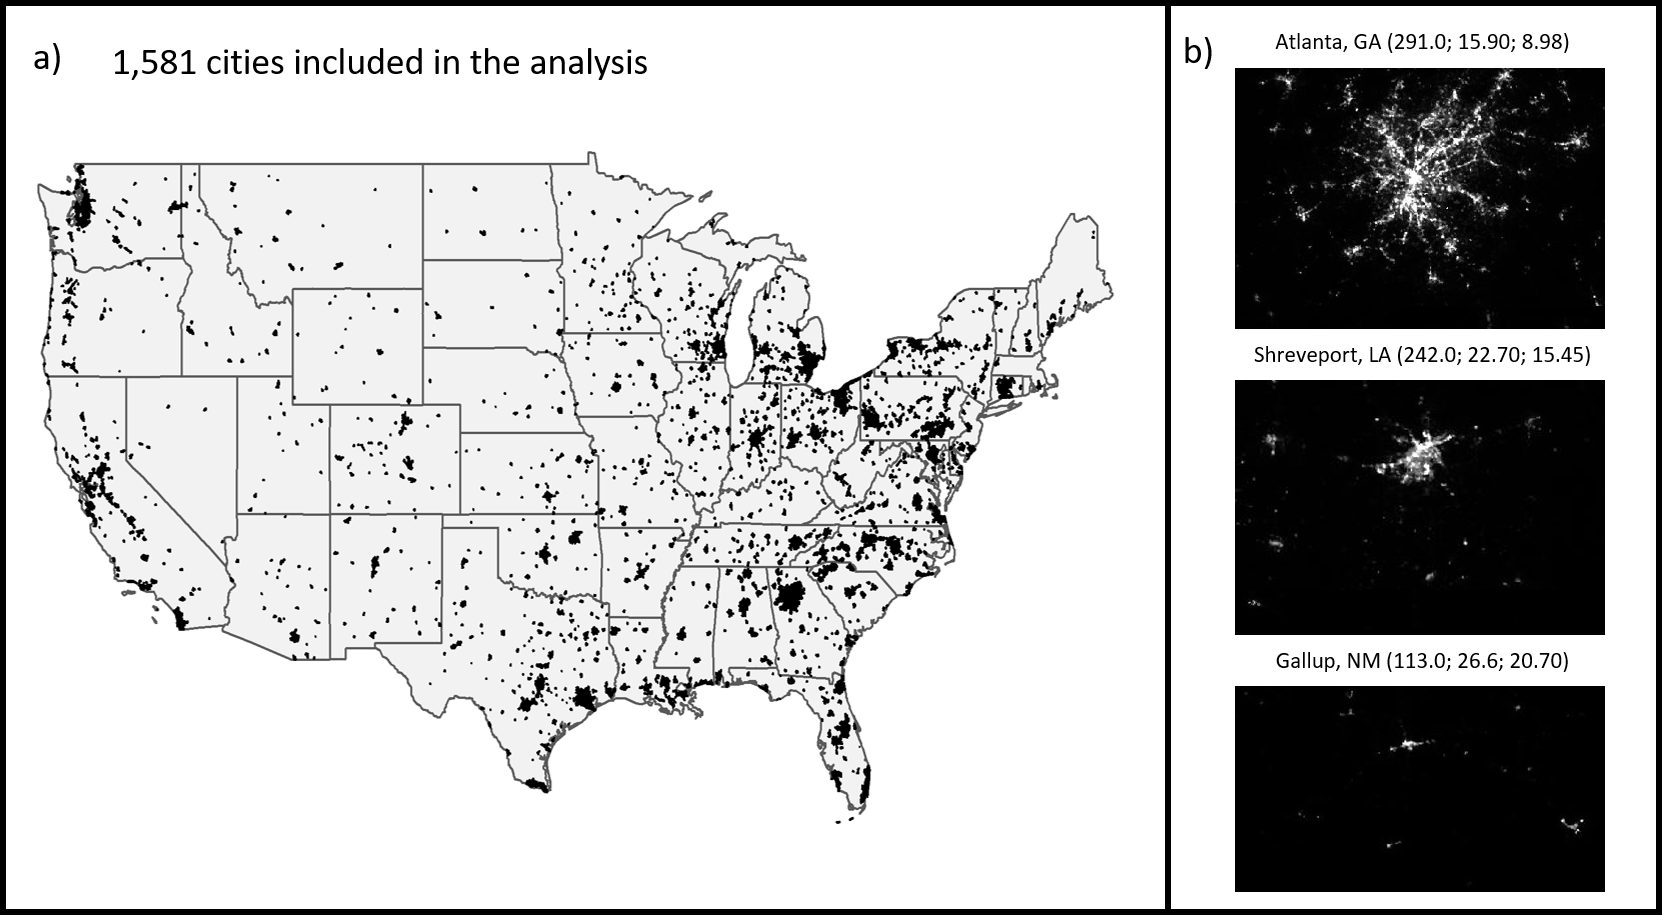 a) 1,581 cities included in the analysis
b)
Atlanta, GA (291.0; 15.90; 8.98)
Shreveport, LA (242.0; 22.70; 15.45)
Gallup, NM (113.0; 26.6; 20.70)